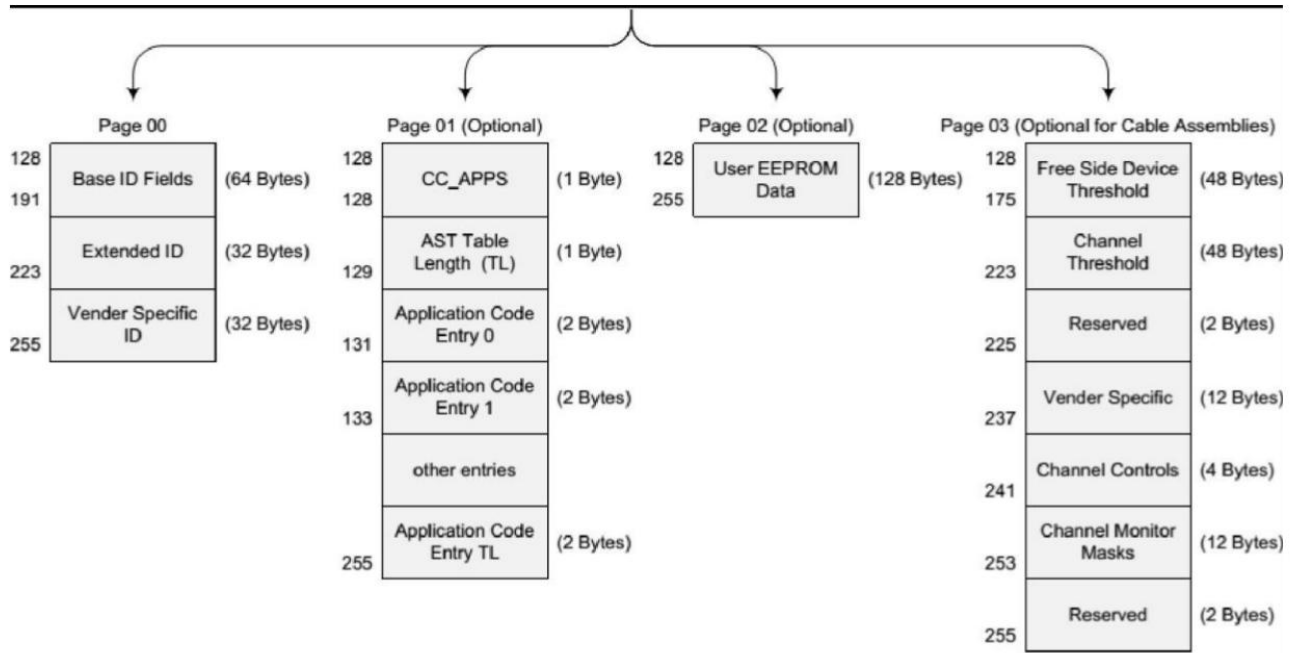 Page 00
128
Base ID Fields
(64 Bytes)
191
Extended ID
(32 Bytes)
223
Vender Specific
ID
(32 Bytes)
255
Page 01 (Optional)
128
CC_APPS
(1 Byte)
128
AST Table
Length (TL)
(1 Byte)
129
Application Code
Entry 0
(2 Bytes)
131
Application Code
Entry 1
(2 Bytes)
133
other entries
Application Code
Entry TL
(2 Bytes)
255
Page 02 (Optional)
128
User EEPROM
Data
(128 Bytes)
255
Page 03 (Optional for Cable Assemblies)
128
Free Side Device
Threshold
(48 Bytes)
175
Channel
Threshold
(48 Bytes)
223
Reserved
(2 Bytes)
225
Vender Specific
(12 Bytes)
237
Channel Controls
(4 Bytes)
241
Channel Monitor
Masks
(12 Bytes)
253
Reserved
(2 Bytes)
255